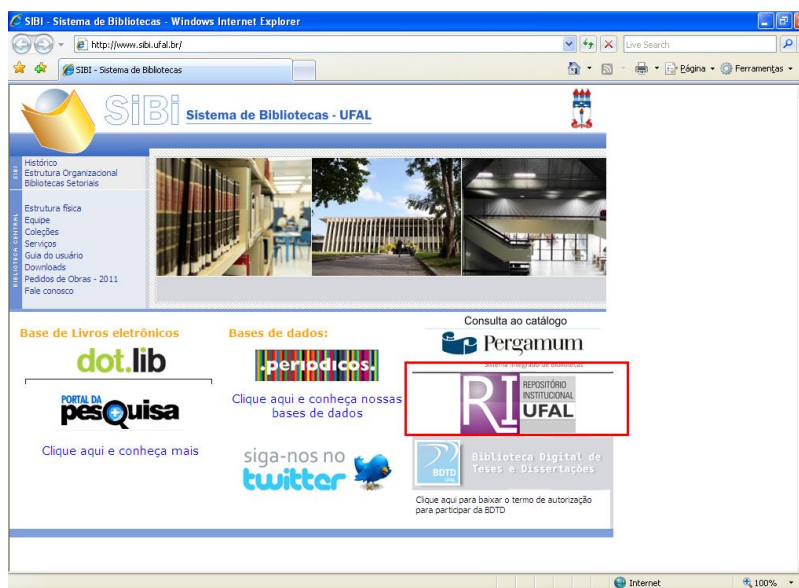 SIBI - Sistema de Bibliotecas - Windows Internet Explorer
http://www.sibi.ufal.br/
Live Search
SIBI - Sistema de Bibliotecas
Página
Ferramentas
SiBi Sistema de Bibliotecas - UFAL
SIBI
Histórico
Estrutura Organizacional
Bibliotecas Setoriais
BIBLIOTECA CENTRAL
Estrutura física
Equipe
Coleções
Serviços
Guia do usuário
Downloads
Pedidos de Obras - 2011
Fale conosco
Base de Livros eletrônicos
dot.lib
PORTAL DA
pesquisa
Clique aqui e conheça mais
Bases de dados:
.periodicos.
Clique aqui e conheça nossas
bases de dados
siga-nos no
twitter
Consulta ao catálogo
Pergamum
Sistema Integrado de Bibliotecas
RI REPOSITÓRIO
INSTITUCIONAL
UFAL
BDTD
UFAL
Biblioteca Digital de
Teses e Dissertações
Clique aqui para baixar o termo de autorização
para participar da BDTD
Internet
100%